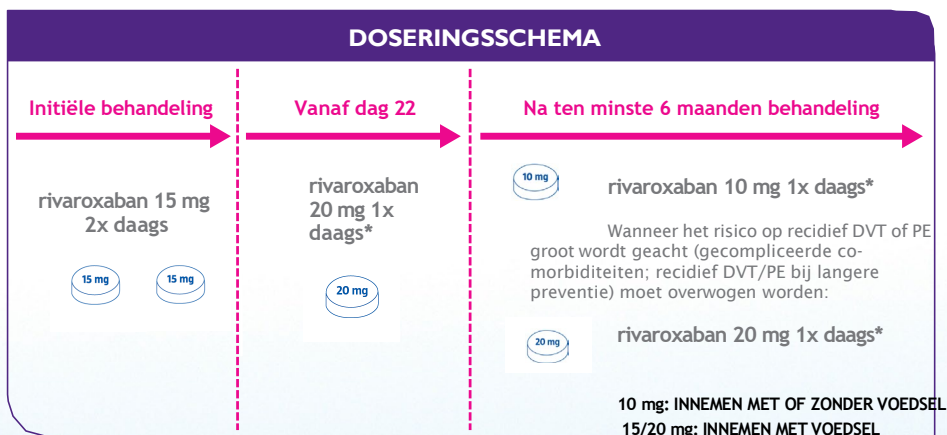 DOSERINGSSCHEMA
Initiële behandeling
rivaroxaban 15 mg
2x daags
15 mg
15 mg
Vanaf dag 22
rivaroxaban
20 mg 1x
daags*
20 mg
Na ten minste 6 maanden behandeling
10 mg
rivaroxaban 10 mg 1x daags*
Wanneer het risico op recidief DVT of PE
groot wordt geacht (gecompliceerde co-
morbiditeiten; recidief DVT/PE bij langere
preventie) moet overwogen worden:
20 mg
rivaroxaban 20 mg 1x daags*
10 mg: INNEMEN MET OF ZONDER VOEDSEL
15/20 mg: INNEMEN MET VOEDSEL